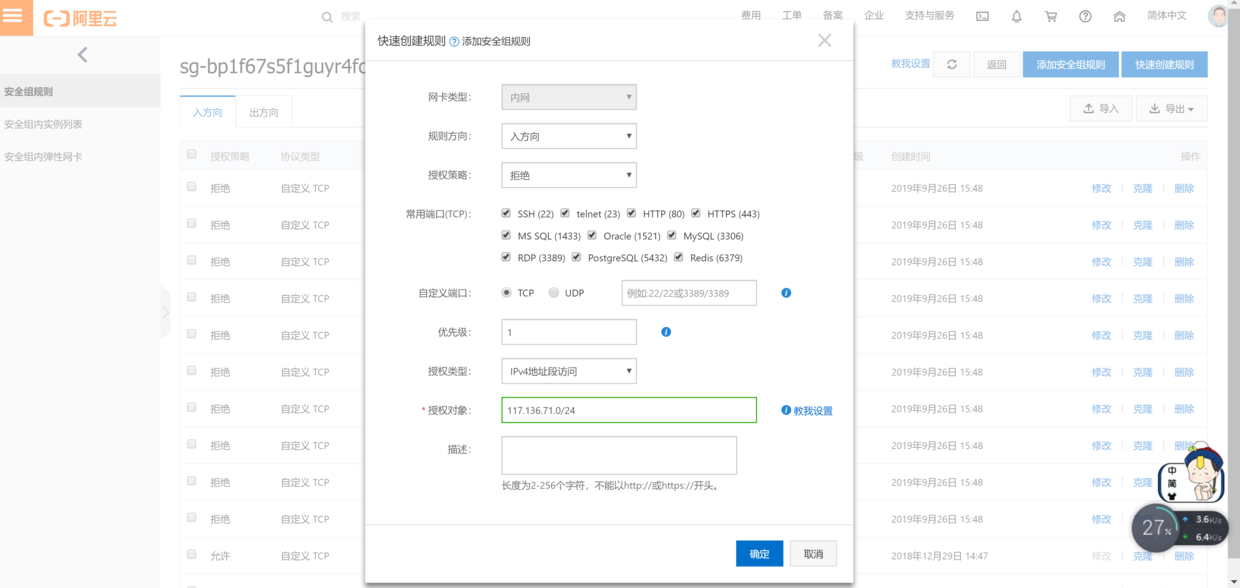 阿里云
搜索
费用 工单 备案 企业 支持与服务 简体中文
sg-bp1f67s5f1guyr4fc
教我设置 返回 添加安全组规则 快速创建规则
安全组规则
安全组内实例列表
安全组内弹性网卡
入方向 出方向
导入 导出
授权策略 协议类型 级 创建时间 操作
拒绝 自定义 TCP 2019年9月26日 15:48 修改 克隆 删除
拒绝 自定义 TCP 2019年9月26日 15:48 修改 克隆 删除
拒绝 自定义 TCP 2019年9月26日 15:48 修改 克隆 删除
拒绝 自定义 TCP 2019年9月26日 15:48 修改 克隆 删除
拒绝 自定义 TCP 2019年9月26日 15:48 修改 克隆 删除
拒绝 自定义 TCP 2019年9月26日 15:48 修改 克隆 删除
拒绝 自定义 TCP 2019年9月26日 15:48 修改 克隆 删除
拒绝 自定义 TCP 2019年9月26日 15:48 修改 克隆 删除
拒绝 自定义 TCP 2019年9月26日 15:48 修改 克隆
拒绝 自定义 TCP 2019年9月26日 15:48 修改
允许 自定义 TCP 2018年12月29日 14:47 修改 克隆 删除
快速创建规则 添加安全组规则
网卡类型： 内网
规则方向： 入方向
授权策略： 拒绝
常用端口(TCP)： SSH (22) telnet (23) HTTP (80) HTTPS (443)
MS SQL (1433) Oracle (1521) MySQL (3306)
RDP (3389) PostgreSQL (5432) Redis (6379)
自定义端口： TCP UDP 例如:22/22或3389/3389
优先级： 1
授权类型： IPv4地址段访问
* 授权对象： 117.136.71.0/24 教我设置
描述：
长度为2-256个字符，不能以http://或https://开头。
确定 取消
中
简
27%
3.6K/s
6.4K/s